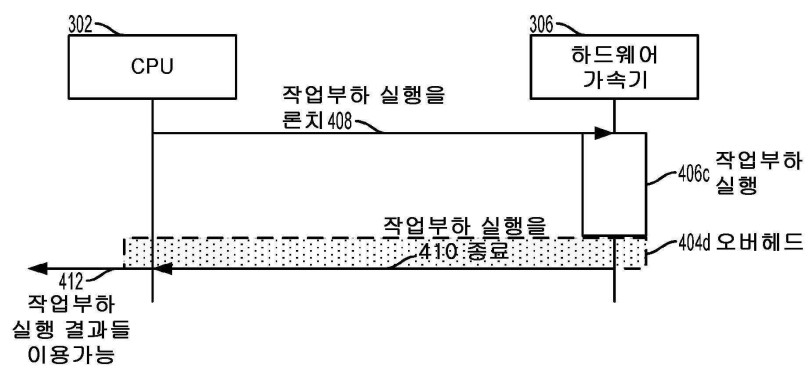 302
CPU
306
하드웨어
가속기
작업부하 실행을
론치 408
406c 작업부하
실행
작업부하 실행을
410 종료
404d 오버헤드
412
작업부하
실행 결과들
이용가능